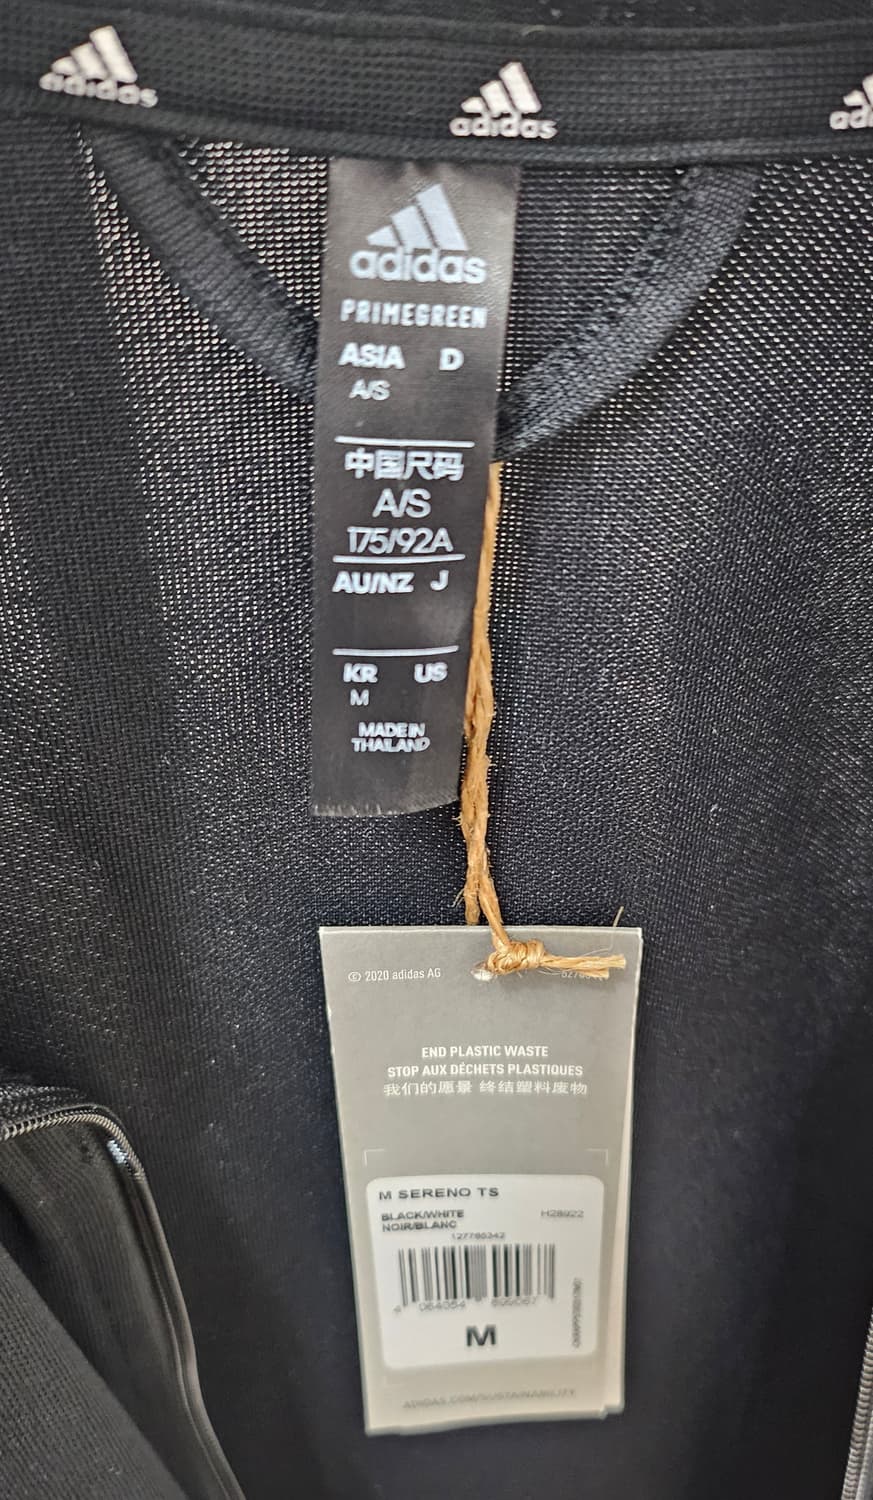 adidas
adidas
adidas
PRIMEGREEN
ASIA D
A/S
中国尺码
A/S
175/92A
AU/NZ J
KR US
M
MADE IN
THAILAND
© 2020 adidas AG
END PLASTIC WASTE
STOP AUX DÉCHETS PLASTIQUES
我们的愿景 终结塑料废物
M SERENO TS
BLACK/WHITE H28922
NOIR/BLANC
127785342
M
ADIDAS.COM/SUSTAINABILITY